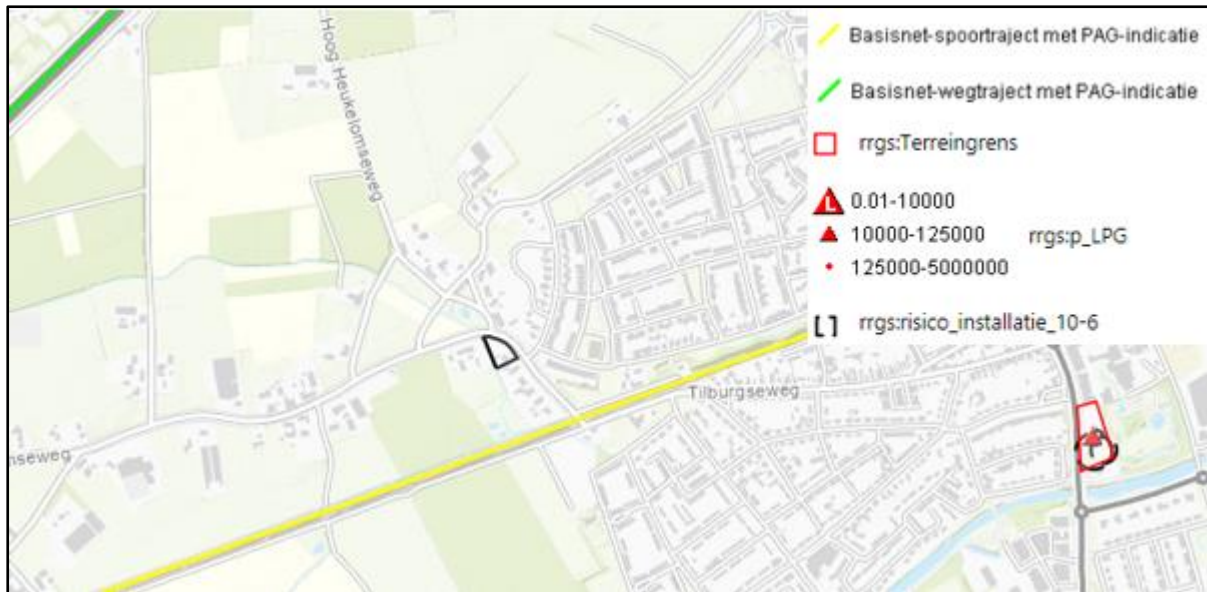 Basisnet-spoortraject met PAG-indicatie
Basisnet-wegtraject met PAG-indicatie
rrgs:Terreingrens
L 0.01-10000
10000-125000 rrgs:p_LPG
125000-5000000
rrgs:risico_installatie_10-6
Hoog Heukelomseweg
Tilburgseweg
mseweg